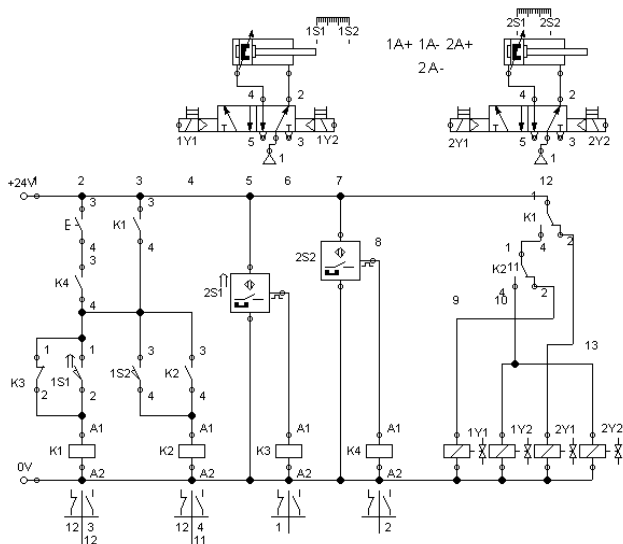 1S1 1S2
2S1 2S2
1A+ 1A- 2A+
2A-
4 2
4 2
1Y1 5 3 1Y2
2Y1 5 3 2Y2
1
1
+24V 1 2 3 4 5 6 7 12
3 3 1
E K1 K1
4 4 4 2
8
3 2S2 1
K4 K2 11
4 2S1 4 2
9 10
1 1 3 3 13
K3 1S1 1S2 K2
2 2 4 4
A1 A1 A1 A1 1Y1 1Y2 2Y1 2Y2
K1 K2 K3 K4
A2 A2 A2 A2
0V
12 3 12 4 1 2
12 11